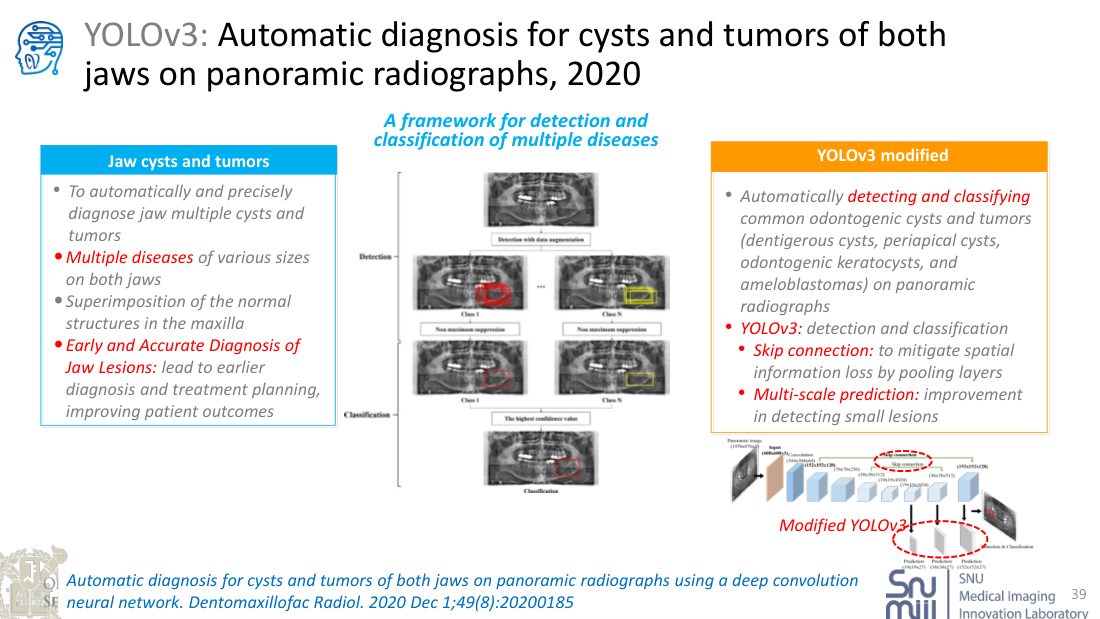 YOLOv3: Automatic diagnosis for cysts and tumors of both
jaws on panoramic radiographs, 2020
A framework for detection and
classification of multiple diseases
Jaw cysts and tumors
• To automatically and precisely
diagnose jaw multiple cysts and
tumors
• Multiple diseases of various sizes
on both jaws
• Superimposition of the normal
structures in the maxilla
• Early and Accurate Diagnosis of
Jaw Lesions: lead to earlier
diagnosis and treatment planning,
improving patient outcomes
Detection with data augmentation
Detection
...
Class 1
Class N
Non maximum suppression
Non maximum suppression
Class 1
Class N
Classification
The highest confidence value
Classification
YOLOv3 modified
• Automatically detecting and classifying
common odontogenic cysts and tumors
(dentigerous cysts, periapical cysts,
odontogenic keratocysts, and
ameloblastomas) on panoramic
radiographs
• YOLOv3: detection and classification
• Skip connection: to mitigate spatial
information loss by pooling layers
• Multi-scale prediction: improvement
in detecting small lesions
Panoramic image
Input
Convolution
Skip connection
Skip connection
(152x152x128)
(152x152x128)
Modified YOLOv3
Prediction
Prediction
Prediction
Automatic diagnosis for cysts and tumors of both jaws on panoramic radiographs using a deep convolution
neural network. Dentomaxillofac Radiol. 2020 Dec 1;49(8):20200185
SNU
Medical Imaging
Innovation Laboratory
39